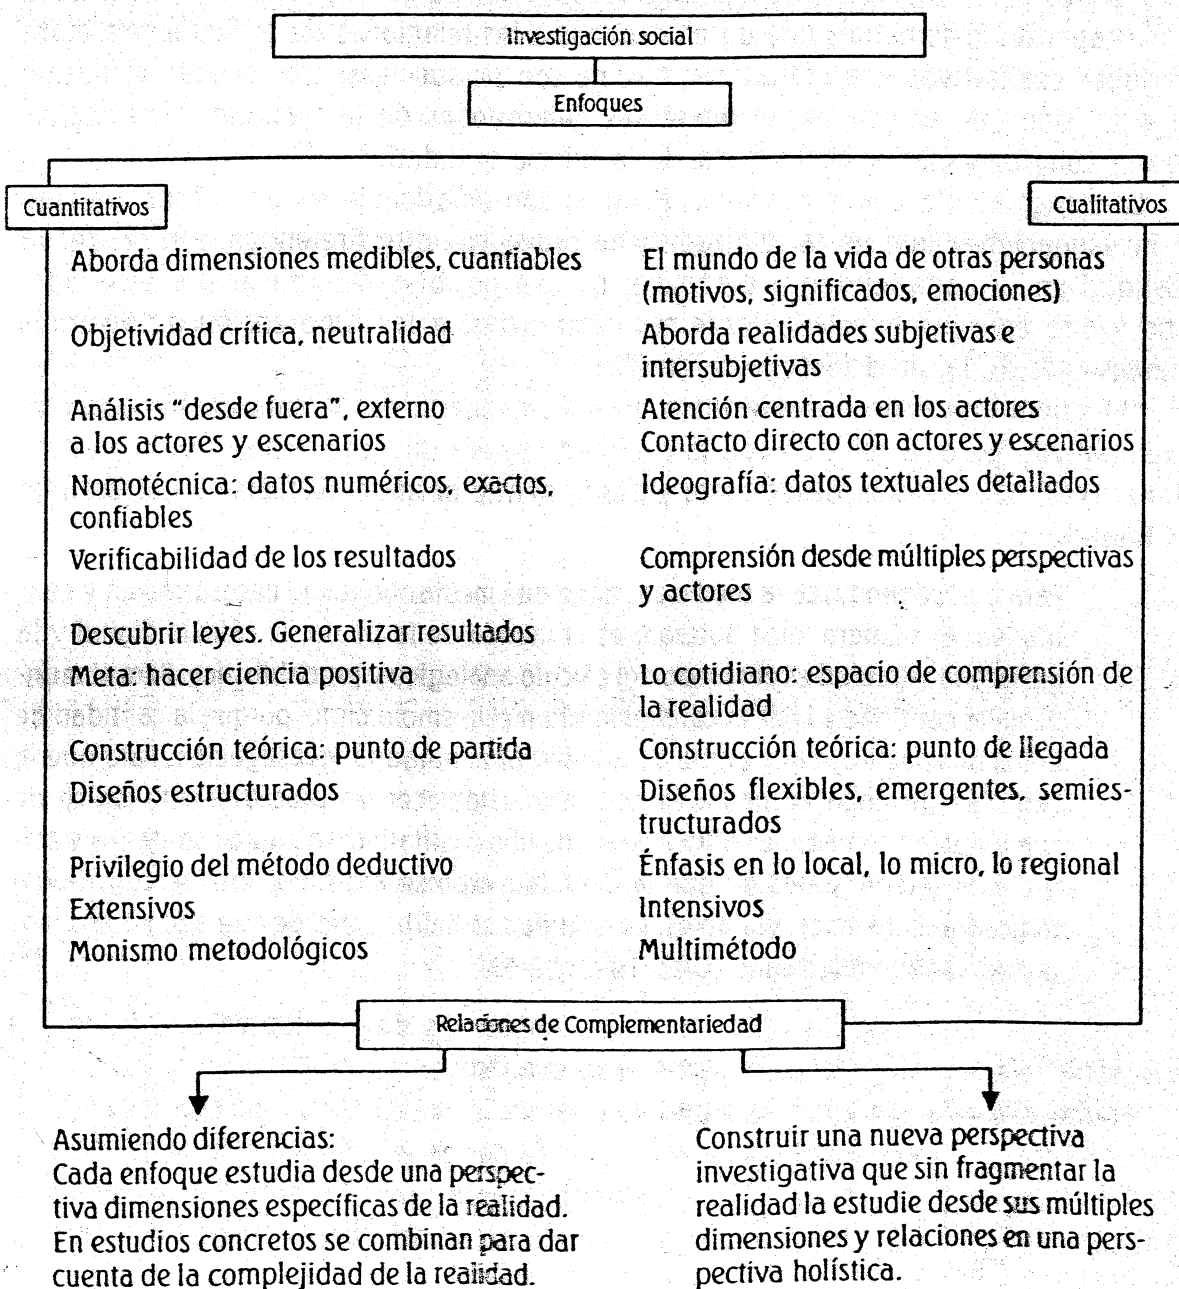 Investigación social
Enfoques
Cuantitativos
Cualitativos
Aborda dimensiones medibles, cuantiables
Objetividad crítica, neutralidad
Análisis "desde fuera", externo
a los actores y escenarios
Nomotécnica: datos numéricos, exactos,
confiables
Verificabilidad de los resultados
Descubrir leyes. Generalizar resultados
Meta: hacer ciencia positiva
Construcción teórica: punto de partida
Diseños estructurados
Privilegio del método deductivo
Extensivos
Monismo metodológicos
El mundo de la vida de otras personas
(motivos, significados, emociones)
Aborda realidades subjetivas e
intersubjetivas
Atención centrada en los actores
Contacto directo con actores y escenarios
Ideografía: datos textuales detallados
Comprensión desde múltiples perspectivas
y actores
Lo cotidiano: espacio de comprensión de
la realidad
Construcción teórica: punto de llegada
Diseños flexibles, emergentes, semies-
tructurados
Énfasis en lo local, lo micro, lo regional
Intensivos
Multimétodo
Relaciones de Complementariedad
Asumiendo diferencias:
Cada enfoque estudia desde una perspec-
tiva dimensiones específicas de la realidad.
En estudios concretos se combinan para dar
cuenta de la complejidad de la realidad.
Construir una nueva perspectiva
investigativa que sin fragmentar la
realidad la estudie desde sus múltiples
dimensiones y relaciones en una pers-
pectiva holística.